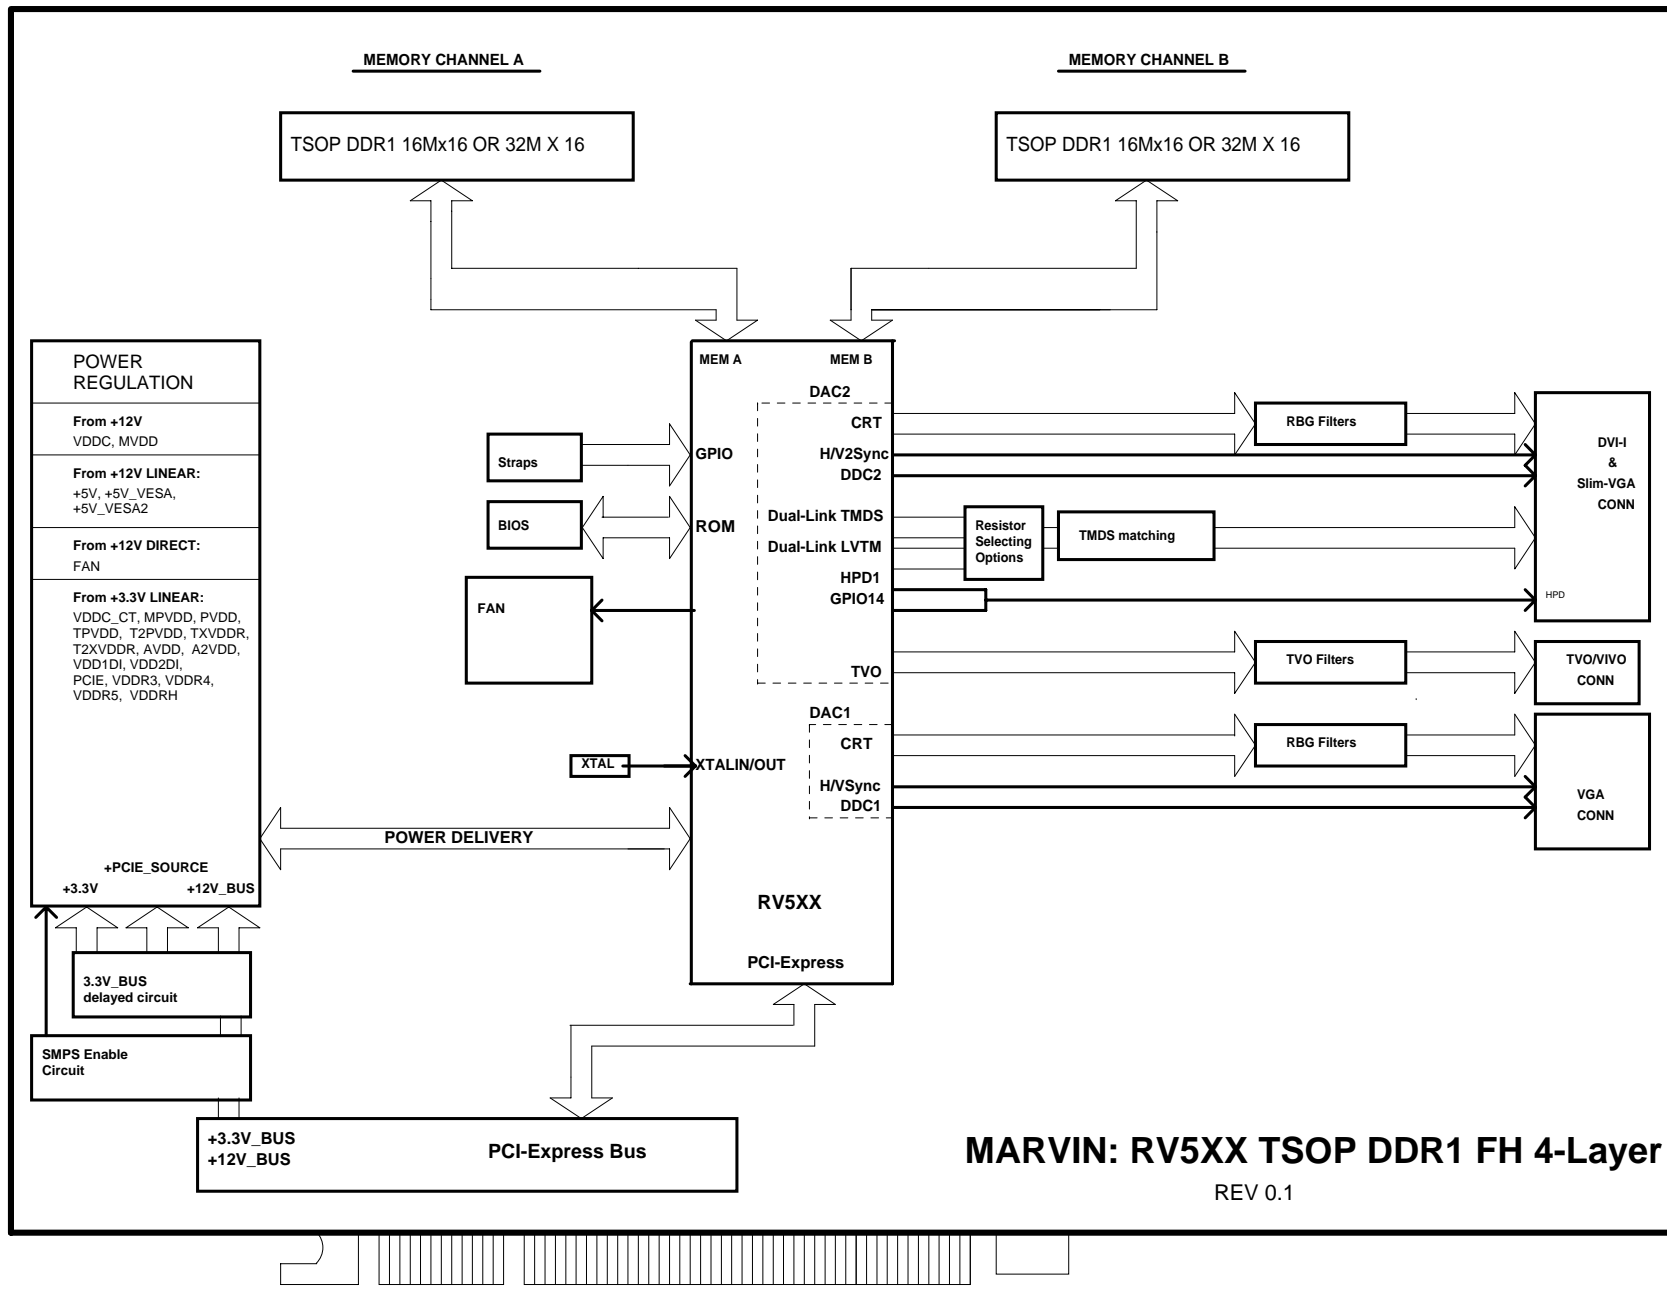 MEMORY CHANNEL A
MEMORY CHANNEL B
TSOP DDR1 16Mx16 OR 32M X 16
TSOP DDR1 16Mx16 OR 32M X 16
POWER
REGULATION
From +12V
VDDC, MVDD
From +12V LINEAR:
+5V, +5V_VESA,
+5V_VESA2
From +12V DIRECT:
FAN
From +3.3V LINEAR:
VDDC_CT, MPVDD, PVDD,
TPVDD, T2PVDD, TXVDDR,
T2XVDDR, AVDD, A2VDD,
VDD1DI, VDD2DI,
PCIE, VDDR3, VDDR4,
VDDR5, VDDRH
+PCIE_SOURCE
+3.3V
+12V_BUS
3.3V_BUS
delayed circuit
SMPS Enable
Circuit
Straps
BIOS
FAN
XTAL
POWER DELIVERY
MEM A
MEM B
GPIO
ROM
XTALIN/OUT
DAC2
CRT
H/V2Sync
DDC2
Dual-Link TMDS
Dual-Link LVTM
HPD1
GPIO14
TVO
DAC1
CRT
H/VSync
DDC1
RV5XX
PCI-Express
RBG Filters
Resistor
Selecting
Options
TMDS matching
TVO Filters
RBG Filters
DVI-I
&
Slim-VGA
CONN
HPD
TVO/VIVO
CONN
VGA
CONN
+3.3V_BUS
+12V_BUS
PCI-Express Bus
MARVIN: RV5XX TSOP DDR1 FH 4-Layer
REV 0.1